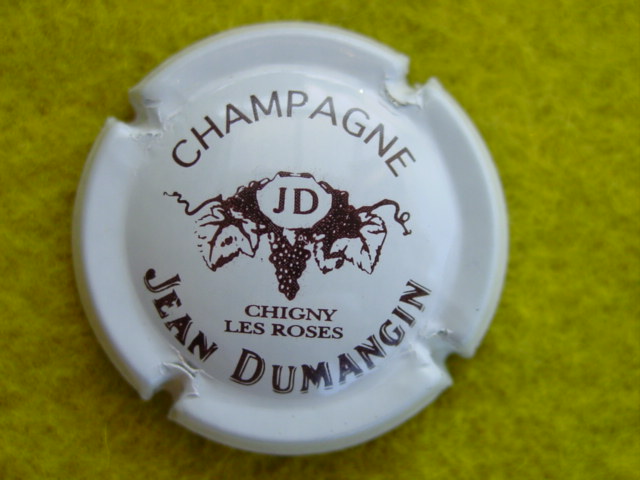 CHAMPAGNE
JD
CHIGNY
LES ROSES
JEAN DUMANGIN